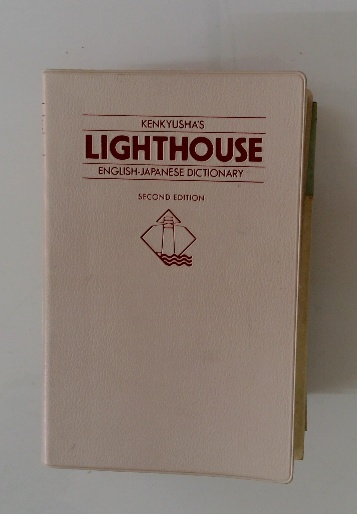 KENKYUSHA'S
LIGHTHOUSE
ENGLISH-JAPANESE DICTIONARY
SECOND EDITION